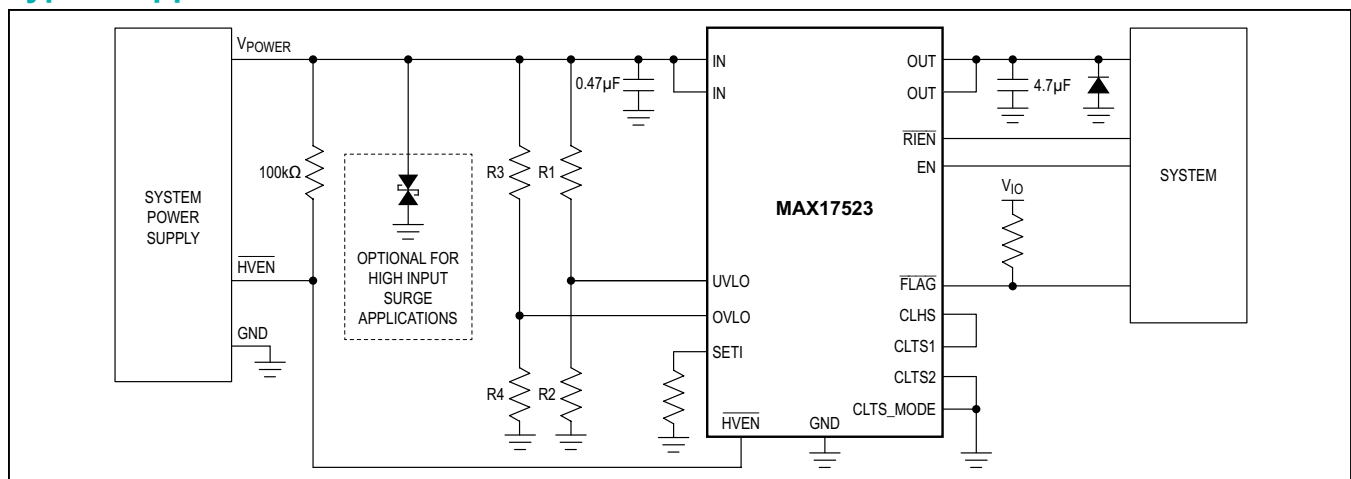 VPOWER
IN
OUT
0.47µF
4.7µF
IN
OUT
RIEN
100kΩ
R3
R1
EN
SYSTEM
POWER
SUPPLY
SYSTEM
VIO
MAX17523
OPTIONAL FOR
HIGH INPUT
SURGE
APPLICATIONS
HVEN
UVLO
FLAG
OVLO
CLHS
GND
SETI
CLTS1
CLTS2
R4
R2
CLTS_MODE
HVEN
GND